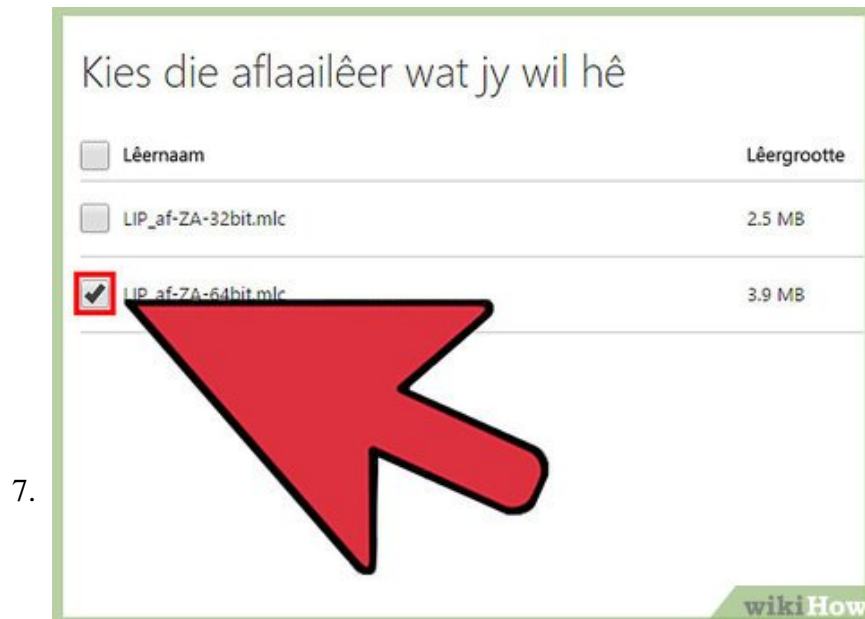 Kies die aflaailêer wat jy wil hê
Lêernaam Lêergrootte
LIP_af-ZA-32bit.mlc 2.5 MB
LIP_af-ZA-64bit.mlc 3.9 MB
7.
wikiHow